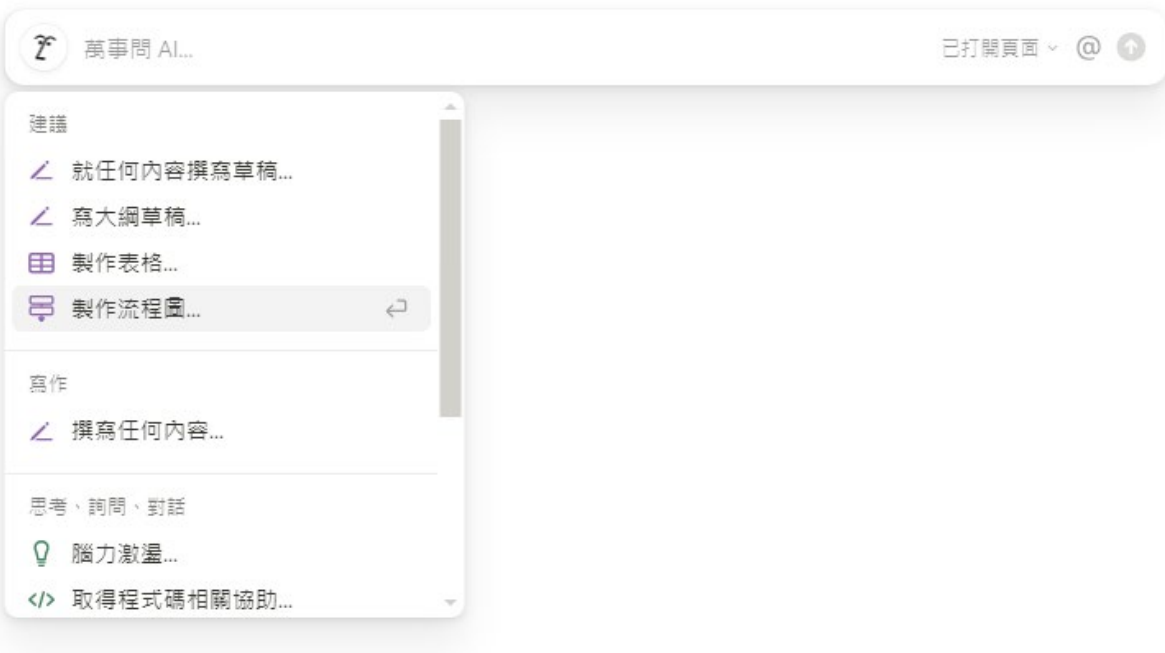 萬事問 AI...
已打開頁面
@
建議
就任何內容撰寫草稿...
寫大綱草稿...
製作表格...
製作流程圖...
寫作
撰寫任何內容...
思考、詢問、對話
腦力激盪...
</> 取得程式碼相關協助...